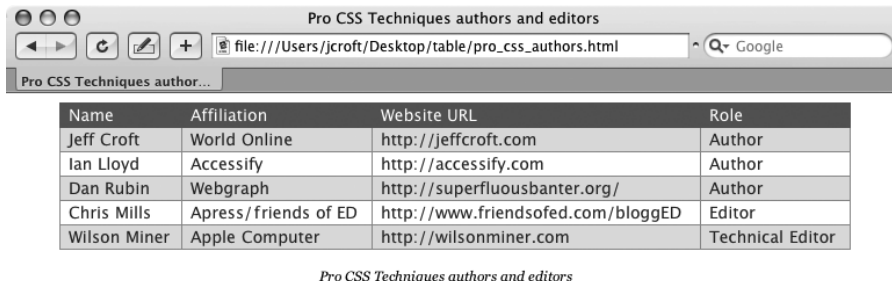 Pro CSS Techniques authors and editors
file:///Users/jcroft/Desktop/table/pro_css_authors.html
Google
Pro CSS Techniques author...
Name Affiliation Website URL Role
Jeff Croft World Online http://jeffcroft.com Author
Ian Lloyd Accessify http://accessify.com Author
Dan Rubin Webgraph http://superfluousbanter.org/ Author
Chris Mills Apress/friends of ED http://www.friendsofed.com/bloggED Editor
Wilson Miner Apple Computer http://wilsonminer.com Technical Editor
Pro CSS Techniques authors and editors